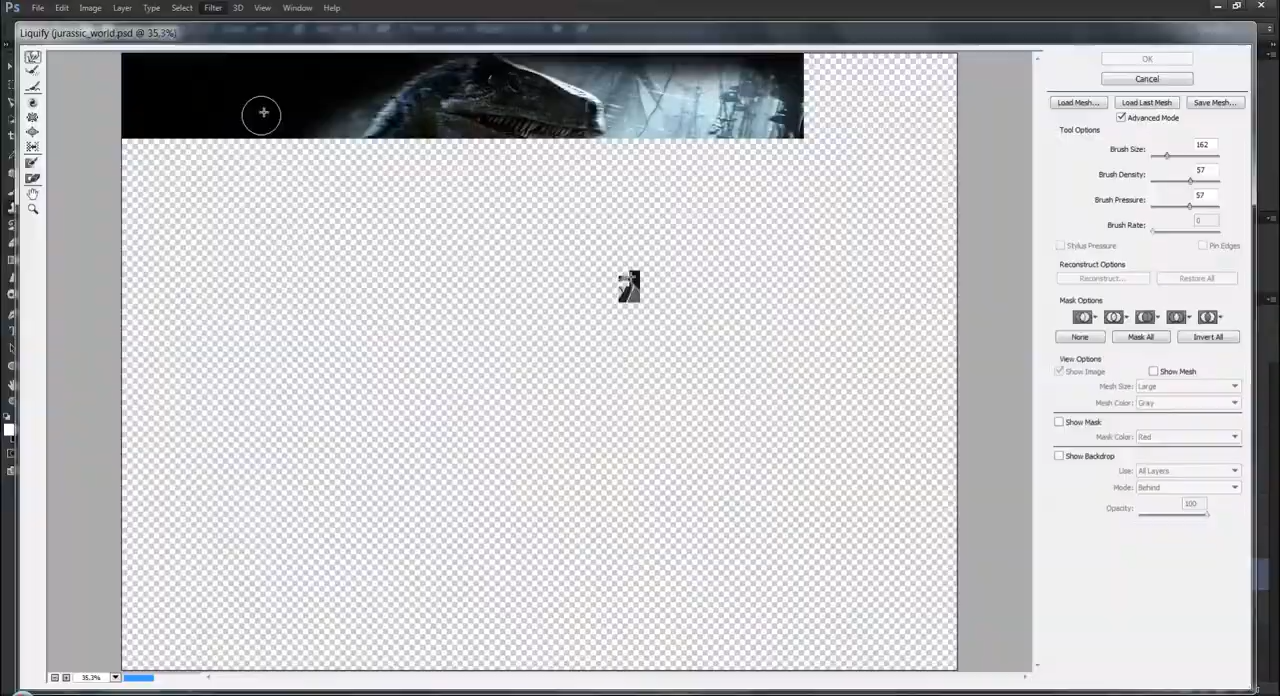 Ps File Edit Image Layer Type Select Filter 3D View Window Help
Liquify (jurassic_world.psd @ 35,3%)
OK
Cancel
Load Mesh... Load Last Mesh Save Mesh...
Advanced Mode
Tool Options
Brush Size: 162
Brush Density: 57
Brush Pressure: 57
Brush Rate: 0
Stylus Pressure Pin Edges
Reconstruct Options
Reconstruct... Restore All
Mask Options
None Mask All Invert All
View Options
Show Image Show Mesh
Mesh Size: Large
Mesh Color: Gray
Show Mask
Mask Color: Red
Show Backdrop
Use: All Layers
Mode: Behind
Opacity: 100
35.3%